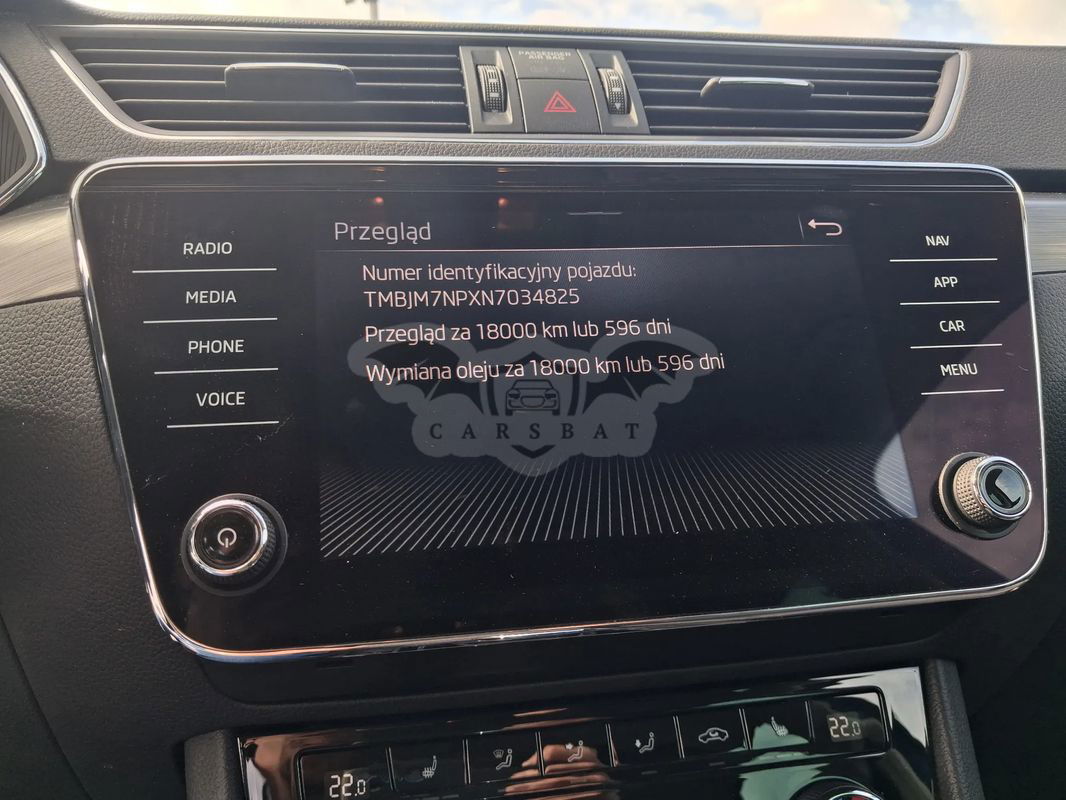 PASSENGER
AIR BAG
Przegląd
RADIO
MEDIA
PHONE
VOICE
Numer identyfikacyjny pojazdu:
TMBJM7NPXN7034825
Przegląd za 18000 km lub 596 dni
Wymiana oleju za 18000 km lub 596 dni
CARSBAT
NAV
APP
CAR
MENU
22.0
22.0